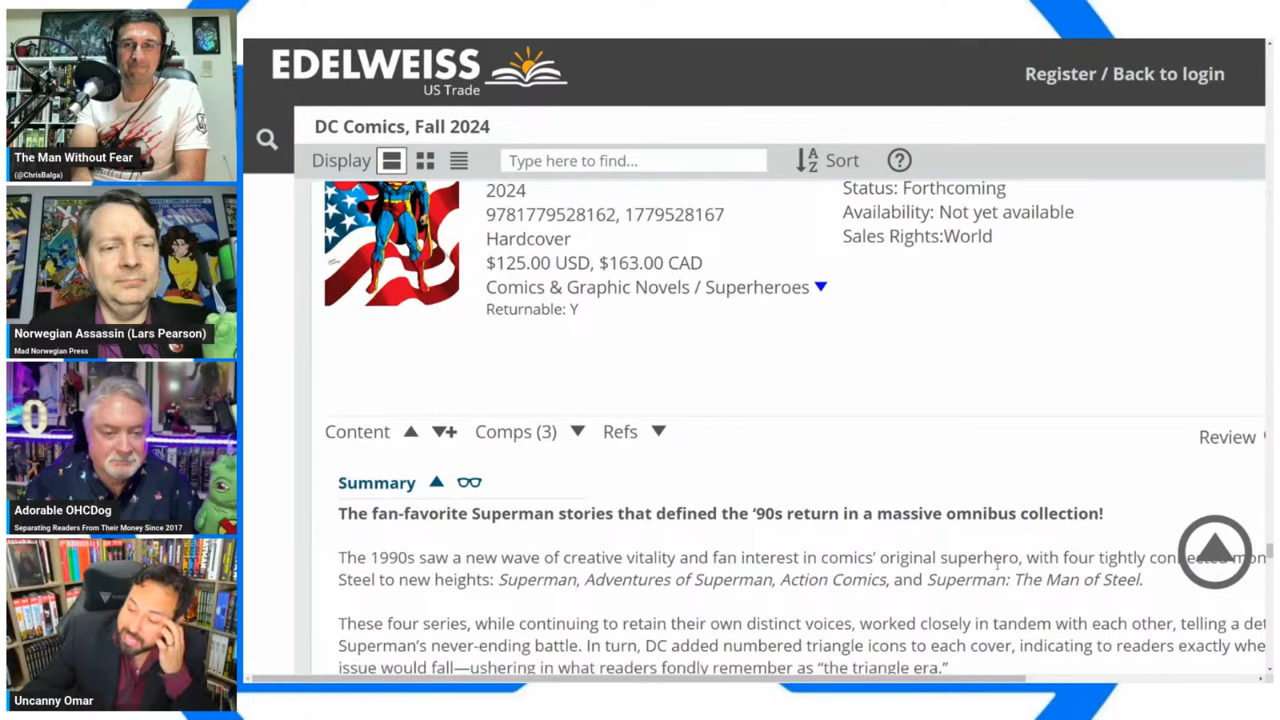 The Man Without Fear
(@ChrisBalga)
Norwegian Assassin (Lars Pearson)
Mad Norwegian Press
Adorable OHCDog
Separating Readers From Their Money Since 2017
Uncanny Omar
EDELWEISS
US Trade
Register / Back to login
DC Comics, Fall 2024
Display
Type here to find...
Sort
?
2024
9781779528162, 1779528167
Hardcover
$125.00 USD, $163.00 CAD
Comics & Graphic Novels / Superheroes
Returnable: Y
Status: Forthcoming
Availability: Not yet available
Sales Rights:World
Content
Comps (3)
Refs
Review
Summary
The fan-favorite Superman stories that defined the ‘90s return in a massive omnibus collection!
The 1990s saw a new wave of creative vitality and fan interest in comics’ original superhero, with four tightly
Steel to new heights: Superman, Adventures of Superman, Action Comics, and Superman: The Man of Steel.
These four series, while continuing to retain their own distinct voices, worked closely in tandem with each other, telling a
Superman’s never-ending battle. In turn, DC added numbered triangle icons to each cover, indicating to readers exactly
issue would fall—ushering in what readers fondly remember as “the triangle era.”